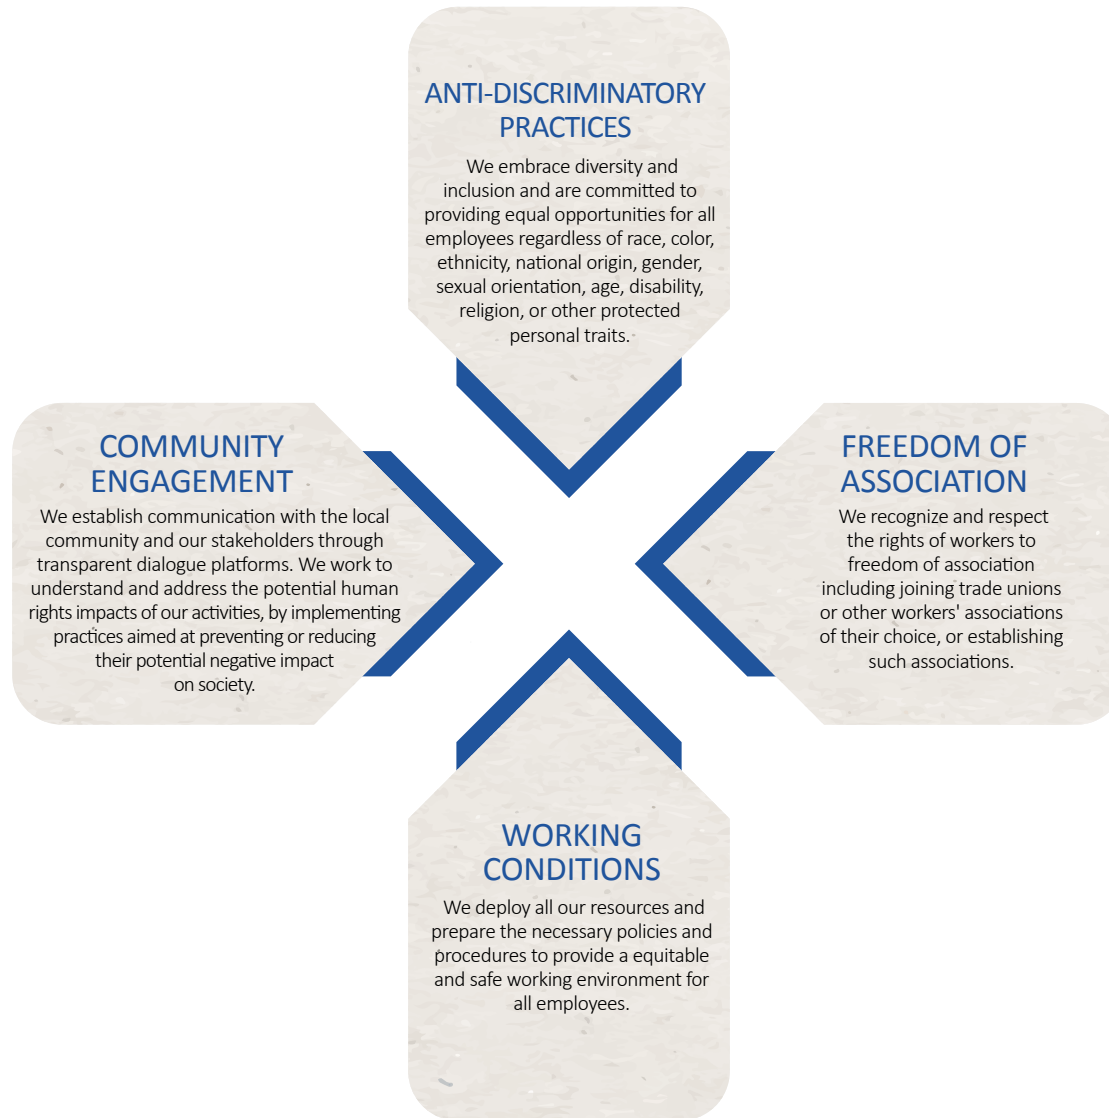 ANTI-DISCRIMINATORY
PRACTICES
We embrace diversity and
inclusion and are committed to
providing equal opportunities for all
employees regardless of race, color,
ethnicity, national origin, gender,
sexual orientation, age, disability,
religion, or other protected
personal traits.
COMMUNITY
ENGAGEMENT
We establish communication with the local
community and our stakeholders through
transparent dialogue platforms. We work to
understand and address the potential human
rights impacts of our activities, by implementing
practices aimed at preventing or reducing
their potential negative impact
on society.
FREEDOM OF
ASSOCIATION
We recognize and respect
the rights of workers to
freedom of association
including joining trade unions
or other workers' associations
of their choice, or establishing
such associations.
WORKING
CONDITIONS
We deploy all our resources and
prepare the necessary policies and
procedures to provide a equitable
and safe working environment for
all employees.